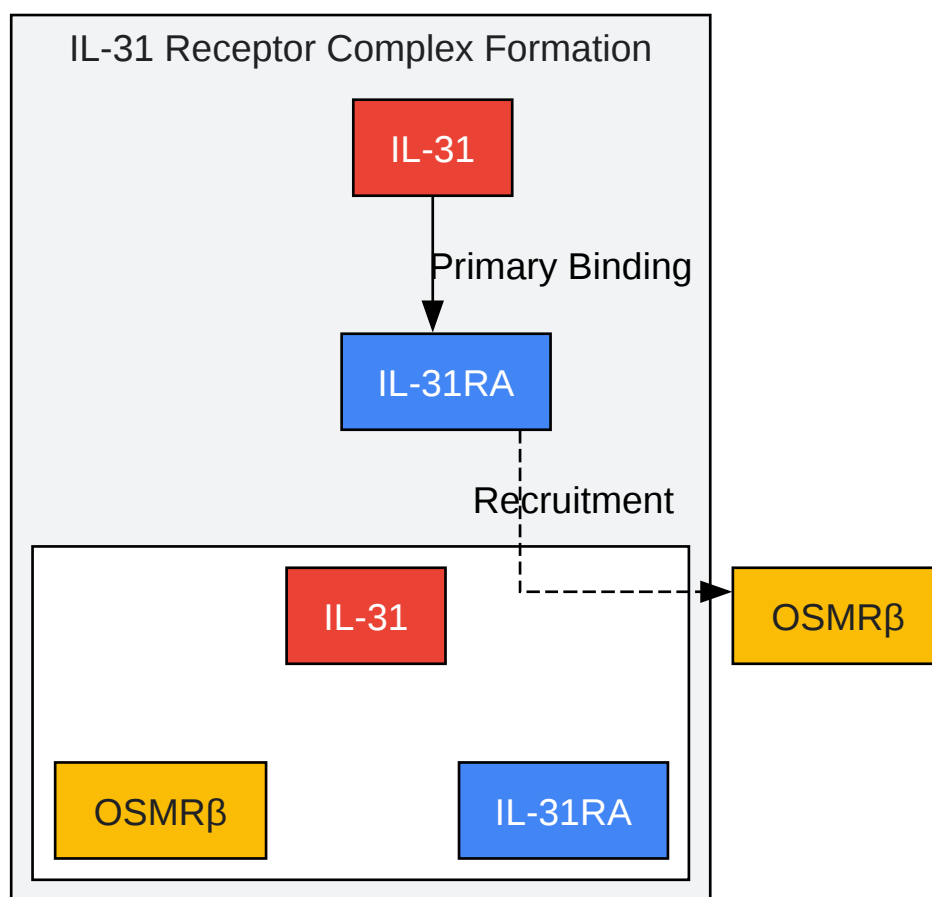 IL-31 Receptor Complex Formation
IL-31
Primary Binding
IL-31RA
Recruitment
IL-31
OSMRβ
OSMRβ
IL-31RA